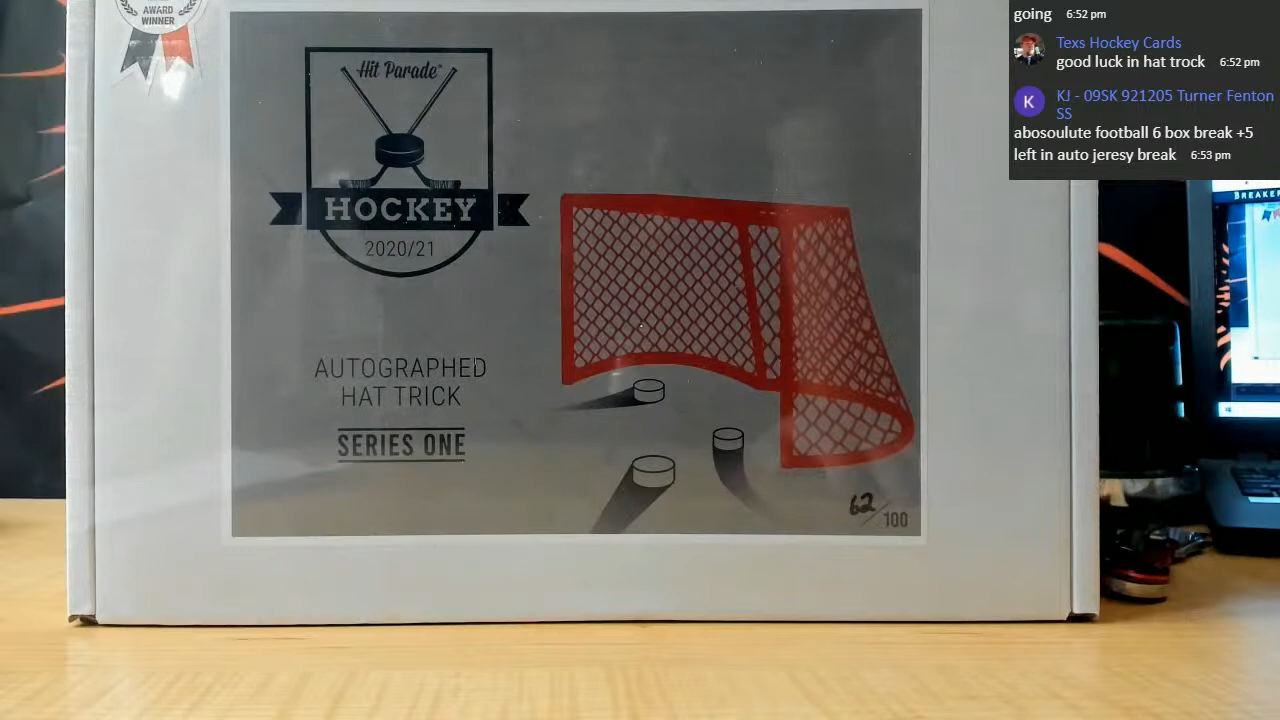 AWARD
WINNER
Hit Parade
HOCKEY
2020/21
AUTOGRAPHED
HAT TRICK
SERIES ONE
62/100
going 6:52 pm
Texs Hockey Cards
good luck in hat trock 6:52 pm
K
KJ - 09SK 921205 Turner Fenton
SS
abosoulute football 6 box break +5
left in auto jeresy break 6:53 pm
BREAKER